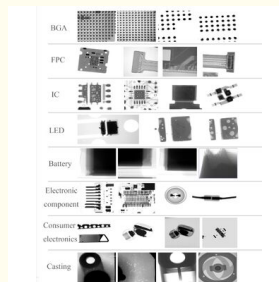 BGA
FPC
IC
LED
Battery
Electronic
component
Consumer
electronics
Casting